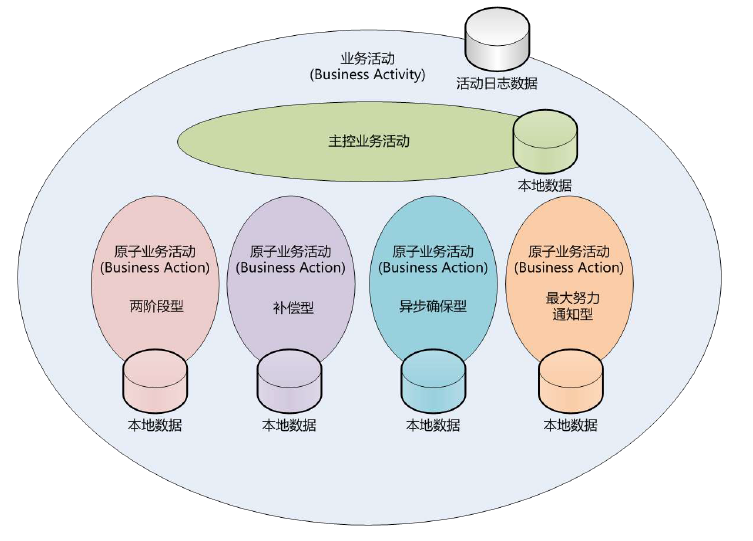 业务活动
(Business Activity)
活动日志数据
主控业务活动
本地数据
原子业务活动
(Business Action)
两阶段型
本地数据
原子业务活动
(Business Action)
补偿型
本地数据
原子业务活动
(Business Action)
异步确保型
本地数据
原子业务活动
(Business Action)
最大努力
通知型
本地数据